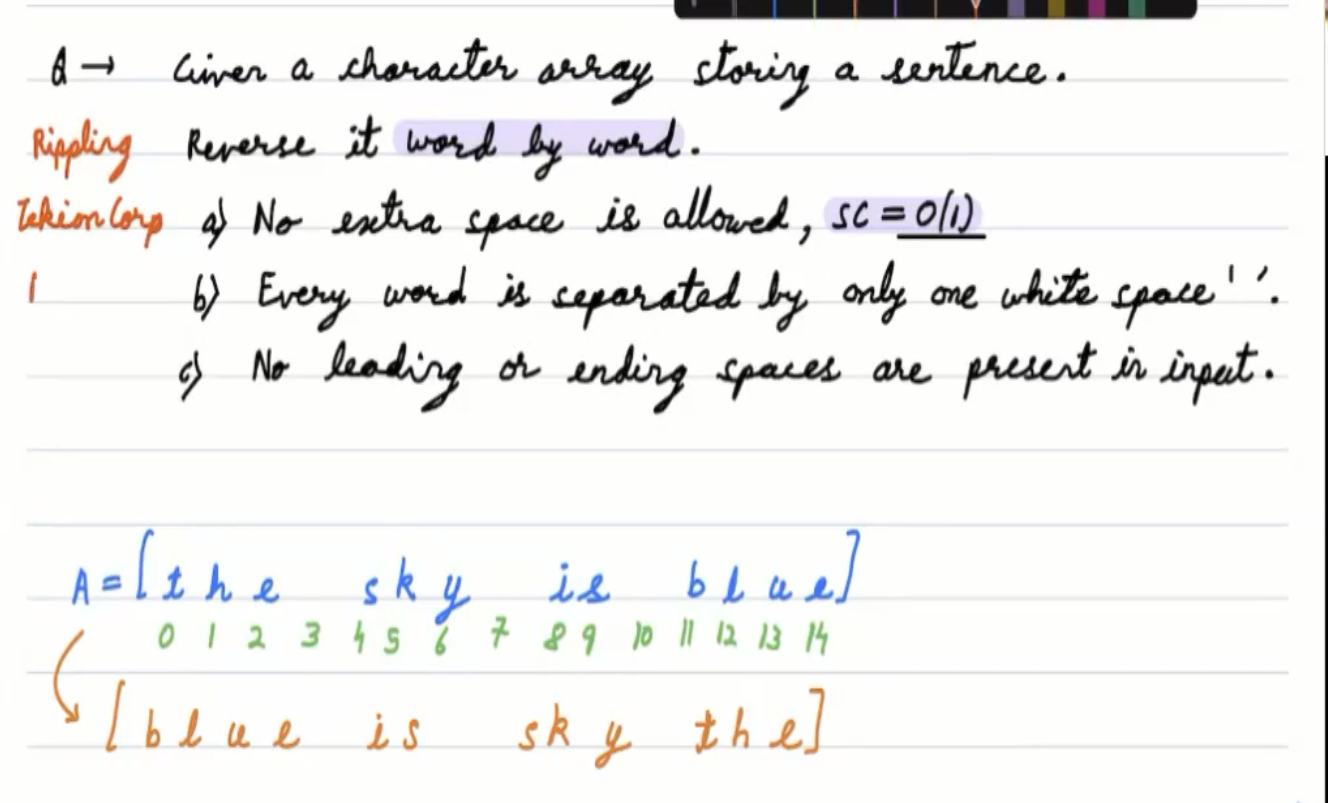 Q → Given a character array storing a sentence.
Rippling Reverse it word by word.
Tekion Corp a) No extra space is allowed, SC = O(1)
b) Every word is separated by only one white space ' '.
c) No leading or ending spaces are present in input.
A = [t h e s k y i s b l u e]
0 1 2 3 4 5 6 7 8 9 10 11 12 13 14
[b l u e i s s k y t h e]